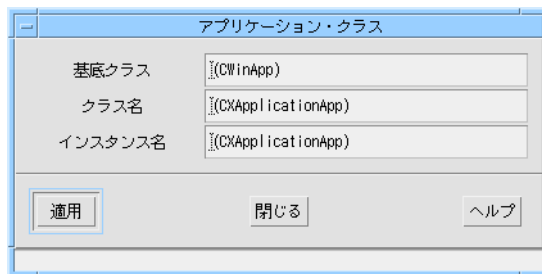 アプリケーション・クラス
基底クラス (CWinApp)
クラス名 (CXApplicationApp)
インスタンス名 (CXApplicationApp)
適用 閉じる ヘルプ